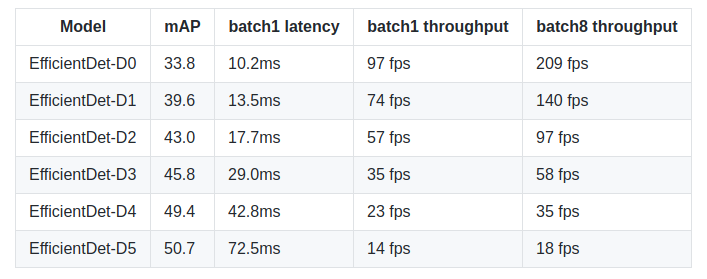 Model mAP batch1 latency batch1 throughput batch8 throughput
EfficientDet-D0 33.8 10.2ms 97 fps 209 fps
EfficientDet-D1 39.6 13.5ms 74 fps 140 fps
EfficientDet-D2 43.0 17.7ms 57 fps 97 fps
EfficientDet-D3 45.8 29.0ms 35 fps 58 fps
EfficientDet-D4 49.4 42.8ms 23 fps 35 fps
EfficientDet-D5 50.7 72.5ms 14 fps 18 fps